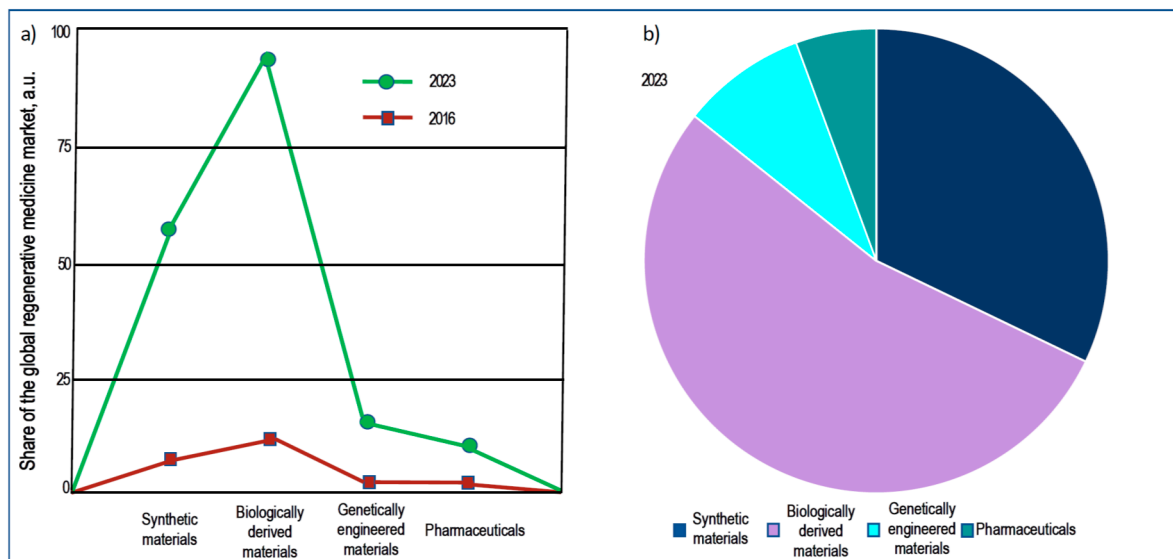 a)
Share of the global regenerative medicine market, a.u.
100
75
50
25
0
2023
2016
Synthetic
materials
Biologically
derived
materials
Genetically
engineered
materials
Pharmaceuticals
b)
2023
Synthetic
materials
Biologically
derived
materials
Genetically
engineered
materials
Pharmaceuticals